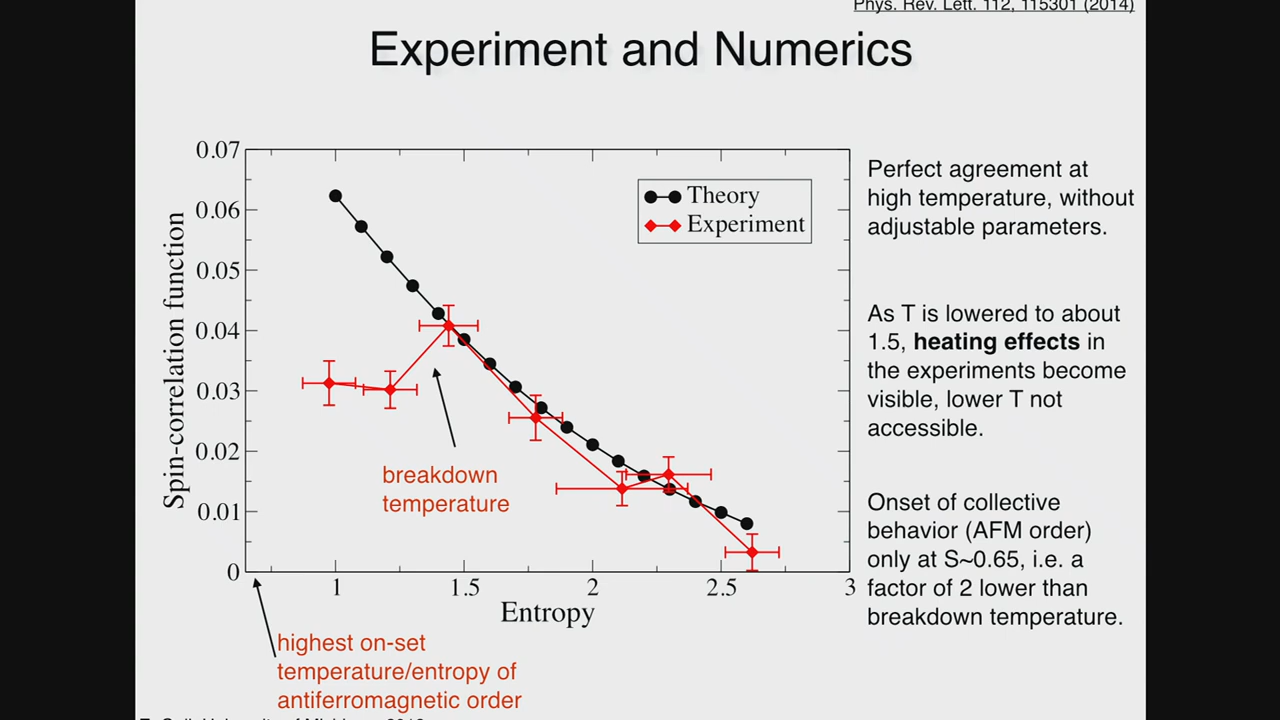 Phys. Rev. Lett. 112, 115301 (2014)
Experiment and Numerics
0.07
0.06
0.05
0.04
0.03
0.02
0.01
0
Spin-correlation function
Theory
Experiment
breakdown
temperature
1
1.5
2
2.5
3
Entropy
highest on-set
temperature/entropy of
antiferromagnetic order
Perfect agreement at
high temperature, without
adjustable parameters.
As T is lowered to about
1.5, heating effects in
the experiments become
visible, lower T not
accessible.
Onset of collective
behavior (AFM order)
only at S~0.65, i.e. a
factor of 2 lower than
breakdown temperature.